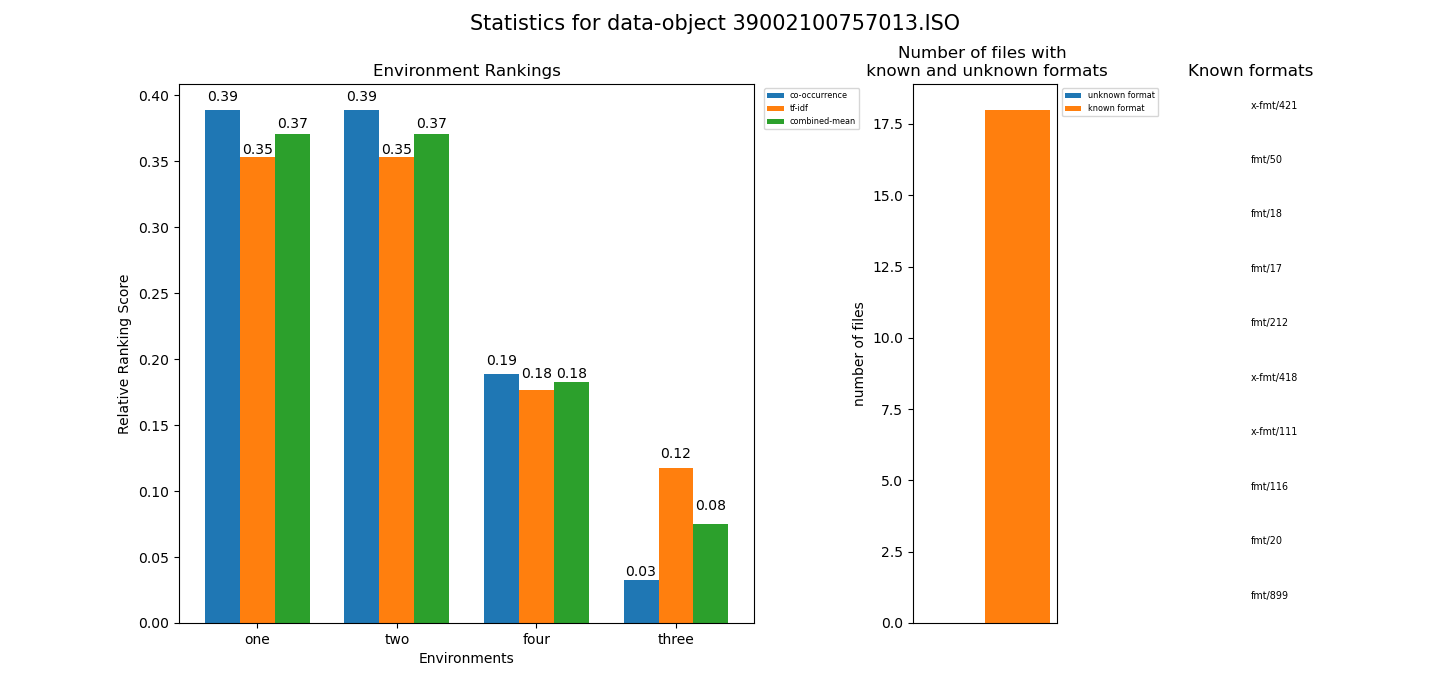 Statistics for data-object 39002100757013.ISO
Environment Rankings
0.40
0.35
0.30
0.25
0.20
0.15
0.10
0.05
0.00
Relative Ranking Score
0.39
0.35
0.37
0.39
0.35
0.37
0.19
0.18
0.18
0.03
0.12
0.08
one
two
four
three
Environments
co-occurrence
tf-idf
combined-mean
Number of files with
known and unknown formats
17.5
15.0
12.5
10.0
7.5
5.0
2.5
0.0
number of files
unknown format
known format
Known formats
x-fmt/421
fmt/50
fmt/18
fmt/17
fmt/212
x-fmt/418
x-fmt/111
fmt/116
fmt/20
fmt/899